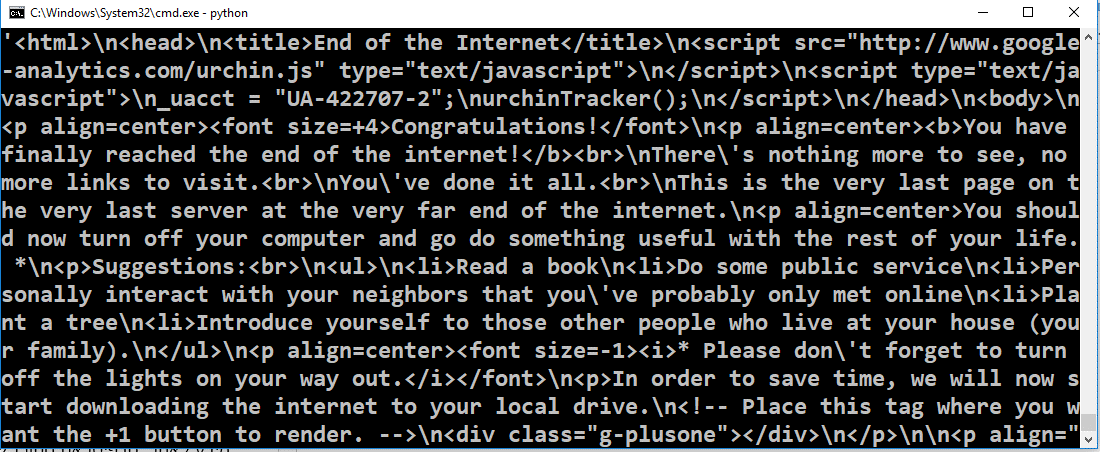 C:\Windows\System32\cmd.exe - python
'<html>\n<head>\n<title>End of the Internet</title>\n<script src="http://www.google
-analytics.com/urchin.js" type="text/javascript">\n</script>\n<script type="text/ja
vascript">\n_uacct = "UA-422707-2";\nurchinTracker();\n</script>\n</head>\n<body>\n
<p align=center><font size=+4>Congratulations!</font>\n<p align=center><b>You have 
finally reached the end of the internet!</b><br>\nThere\'s nothing more to see, no 
more links to visit.<br>\nYou\'ve done it all.<br>\nThis is the very last page on t
he very last server at the very far end of the internet.\n<p align=center>You shoul
d now turn off your computer and go do something useful with the rest of your life.
 *\n<p>Suggestions:<br>\n<ul>\n<li>Read a book\n<li>Do some public service\n<li>Per
sonally interact with your neighbors that you\'ve probably only met online\n<li>Pla
nt a tree\n<li>Introduce yourself to those other people who live at your house (you
r family).\n</ul>\n<p align=center><font size=-1><i>* Please don\'t forget to turn 
off the lights on your way out.</i></font>\n<p>In order to save time, we will now s
tart downloading the internet to your local drive.\n<!-- Place this tag where you w
ant the +1 button to render. -->\n<div class="g-plusone"></div>\n</p>\n\n<p align="